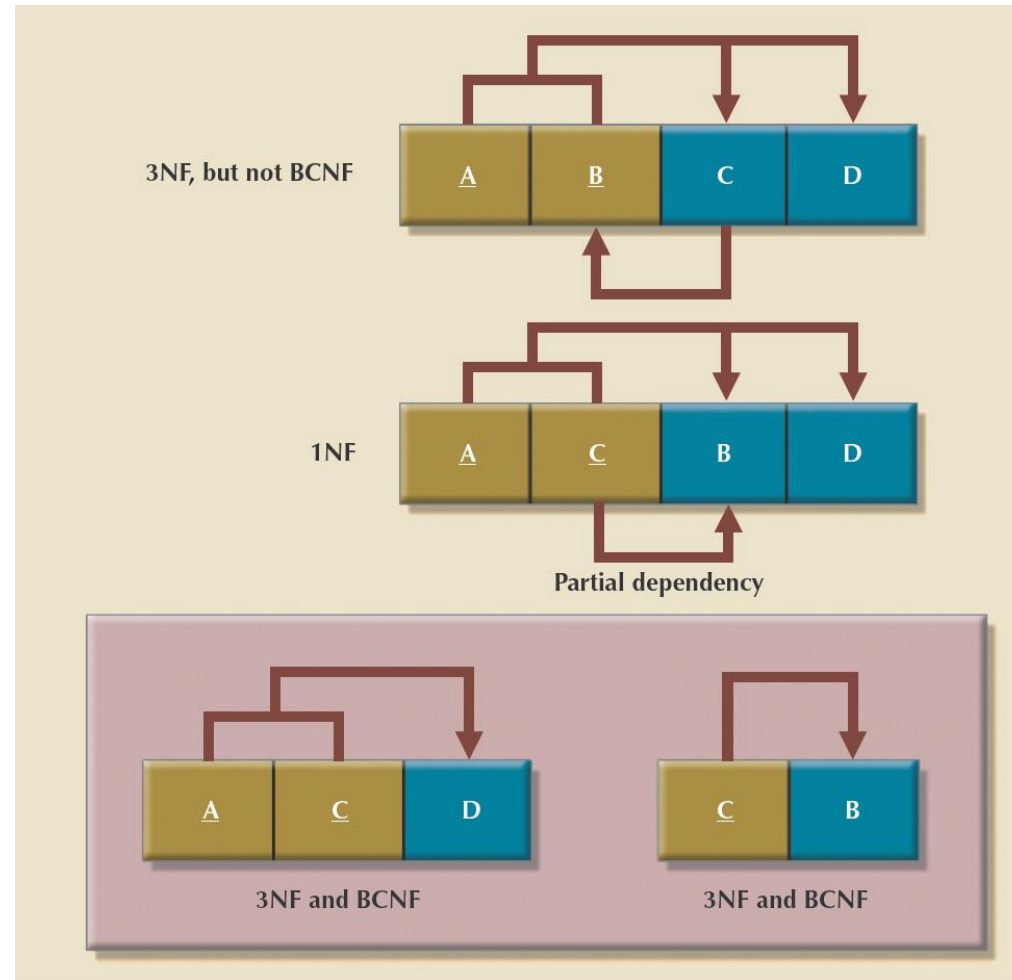 3NF, but not BCNF
A B C D
1NF
A C B D
Partial dependency
A C D
C B
3NF and BCNF
3NF and BCNF